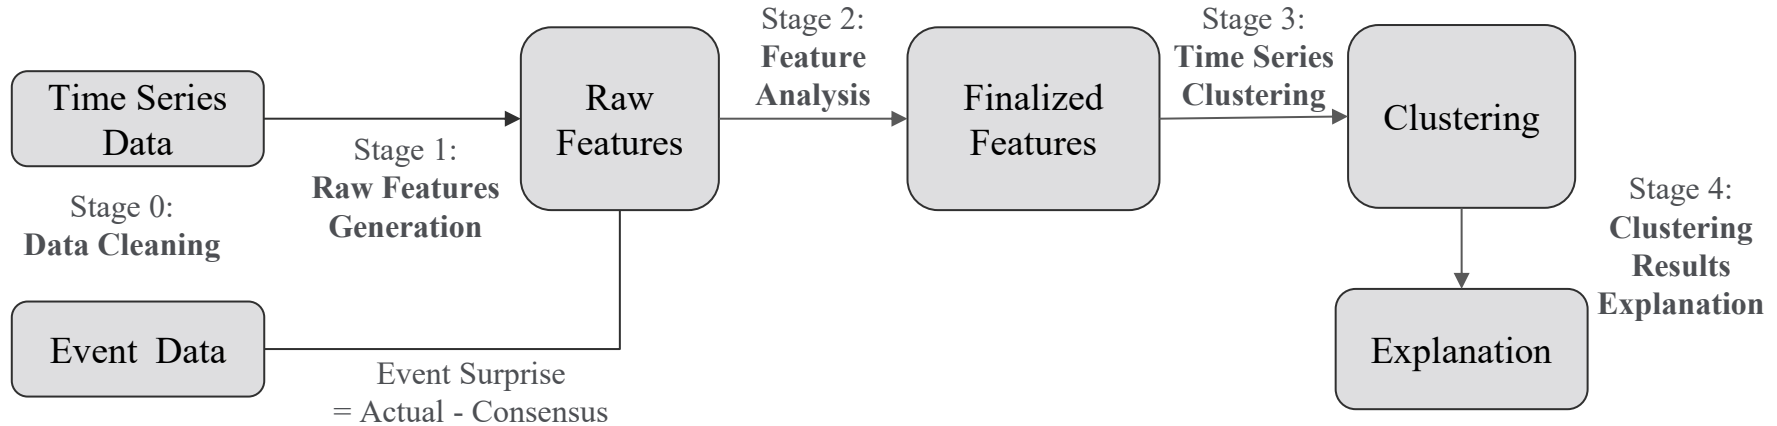 Time Series
Data
Stage 0:
Data Cleaning
Event  Data
Stage 1:
Raw Features
Generation
Event Surprise
= Actual - Consensus
Raw
Features
Stage 2:
Feature
Analysis
Finalized
Features
Stage 3:
Time Series
Clustering
Clustering
Stage 4:
Clustering
Results
Explanation
Explanation